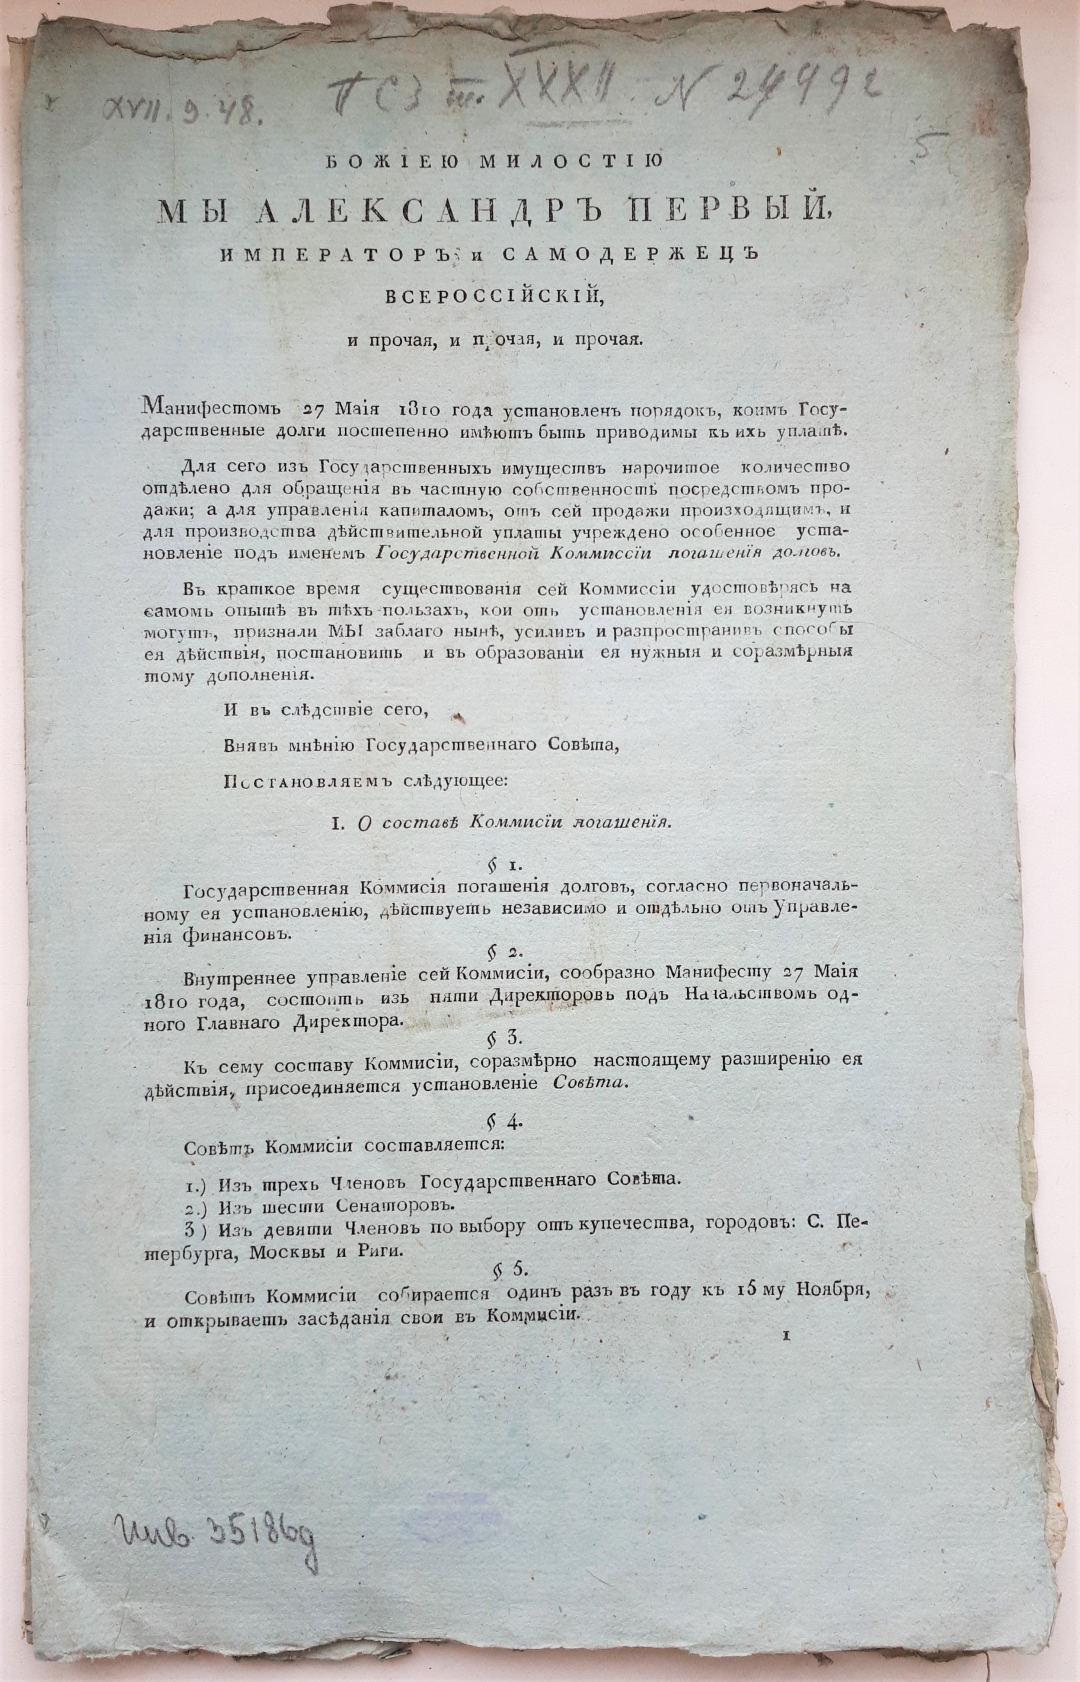 XVII. 9. 48. ПСЗ т. XXXII. N 24992
5
БОЖІЕЮ МИЛОСТІЮ
МЫ АЛЕКСАНДРЪ ПЕРВЫЙ,
ИМПЕРАТОРЪ и САМОДЕРЖЕЦЪ
ВСЕРОССІЙСКІЙ,
и прочая, и прочая, и прочая.
Манифестомъ 27 Маія 1810 года установленъ порядокъ, коимъ Госу-
дарственные долги постепенно имѣютъ быть приводимы къ ихъ уплатѣ.
Для сего изъ Государственныхъ имуществъ нарочитое количество
отдѣлено для обращенія въ частную собственность посредствомъ про-
дажи; а для управленія капиталомъ, отъ сей продажи происходящимъ, и
для производства дѣйствительной уплаты учреждено особенное уста-
новленіе подъ именемъ Государственной Коммиссіи погашенія долговъ.
Въ краткое время существованія сей Коммиссіи удостовѣрясь на
самомъ опытѣ въ тѣхъ пользахъ, кои отъ установленія ея возникнуть
могутъ, признали МЫ заблаго нынѣ, усиливъ и разпространивъ способы
ея дѣйствія, постановить и въ образованіи ея нужныя и соразмѣрныя
тому дополненія.
И въ слѣдствіе сего,
Внявъ мнѣнію Государственнаго Совѣта,
Постановляемъ слѣдующее:
I. О составѣ Коммисіи погашенія.
§ 1.
Государственная Коммисія погашенія долговъ, согласно первоначаль-
ному ея установленію, дѣйствуетъ независимо и отдѣльно отъ Управле-
нія финансовъ.
§ 2.
Внутреннее управленіе сей Коммисіи, сообразно Манифесту 27 Маія
1810 года, состоитъ изъ пяти Директоровъ подъ Начальствомъ од-
ного Главнаго Директора.
§ 3.
Къ сему составу Коммисіи, соразмѣрно настоящему разширенію ея
дѣйствія, присоединяется установленіе Совѣта.
§ 4.
Совѣтъ Коммисіи составляется:
1.) Изъ трехъ Членовъ Государственнаго Совѣта.
2.) Изъ шести Сенаторовъ.
3 ) Изъ девяти Членовъ по выбору отъ купечества, городовъ: С. Пе-
тербурга, Москвы и Риги.
§ 5.
Совѣтъ Коммисіи собирается одинъ разъ въ году къ 15 му Ноября,
и открываетъ засѣданія свои въ Коммисіи.
1
Инв. 35186д